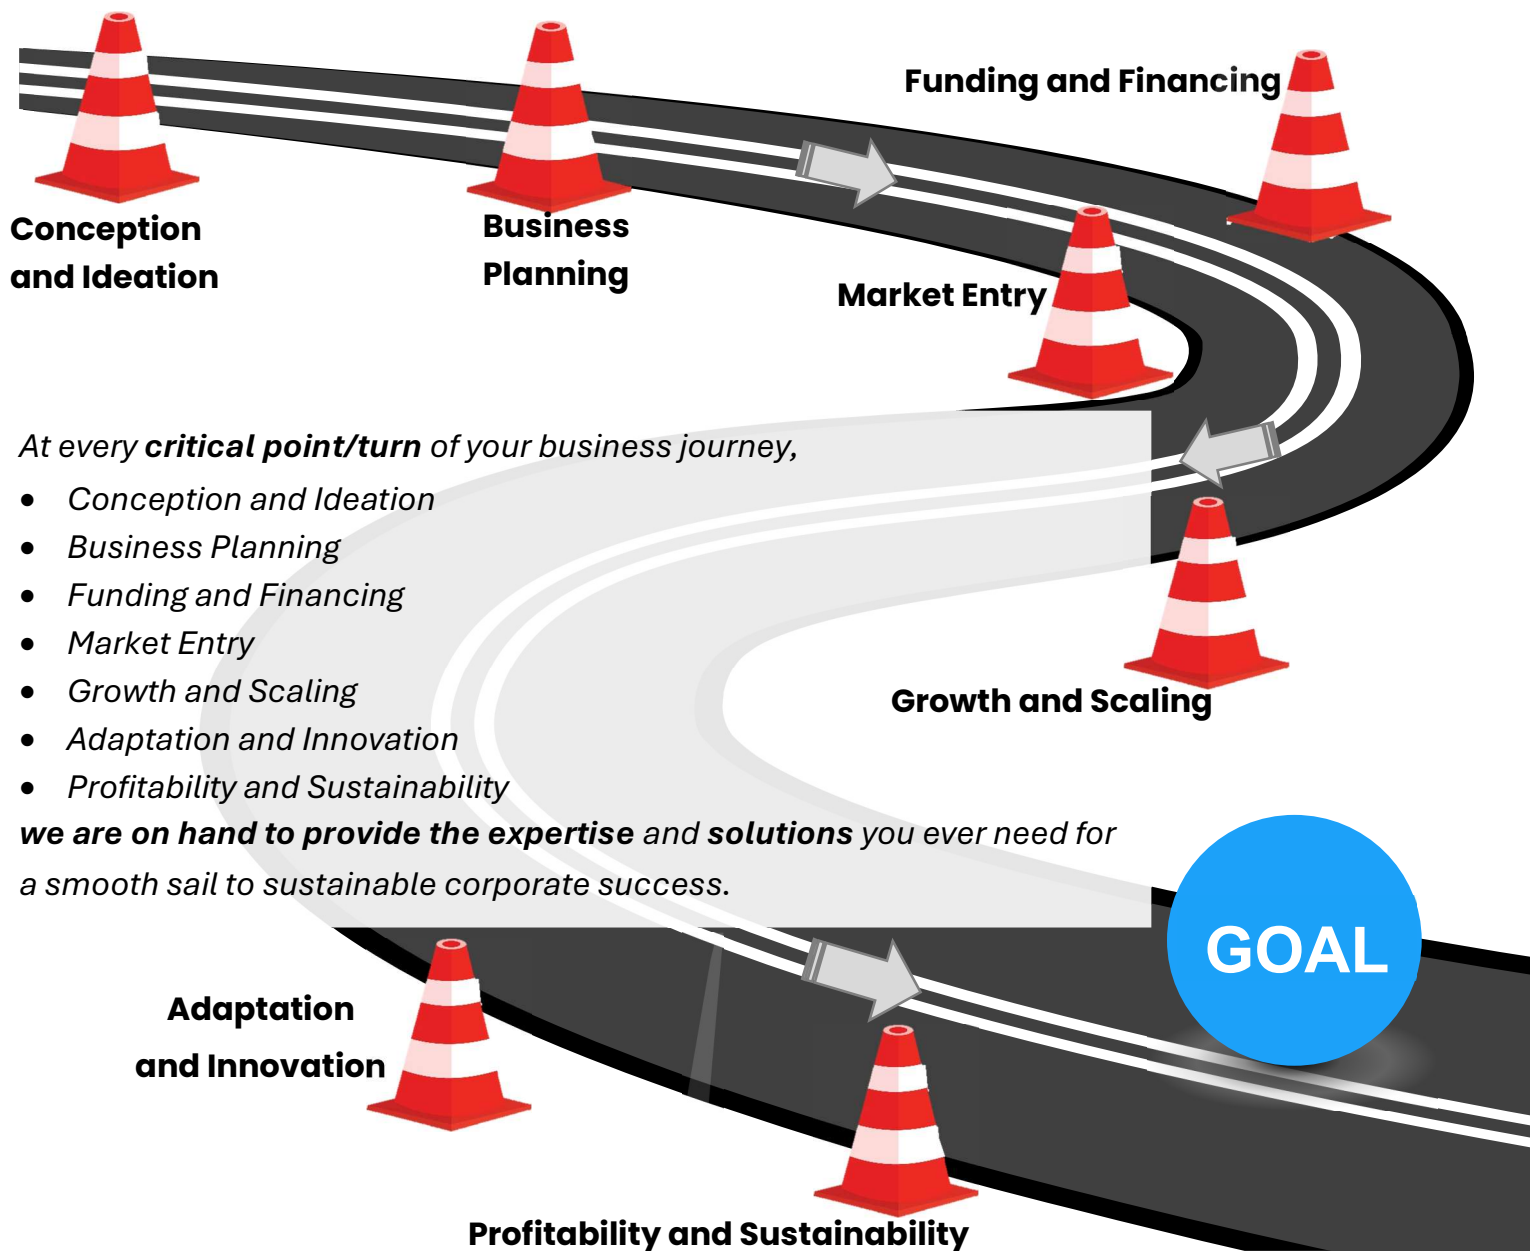 Funding and Financing
Conception
and Ideation
Business
Planning
Market Entry
At every critical point/turn of your business journey,
• Conception and Ideation
• Business Planning
• Funding and Financing
• Market Entry
• Growth and Scaling
• Adaptation and Innovation
• Profitability and Sustainability
we are on hand to provide the expertise and solutions you ever need for
a smooth sail to sustainable corporate success.
Growth and Scaling
GOAL
Adaptation
and Innovation
Profitability and Sustainability